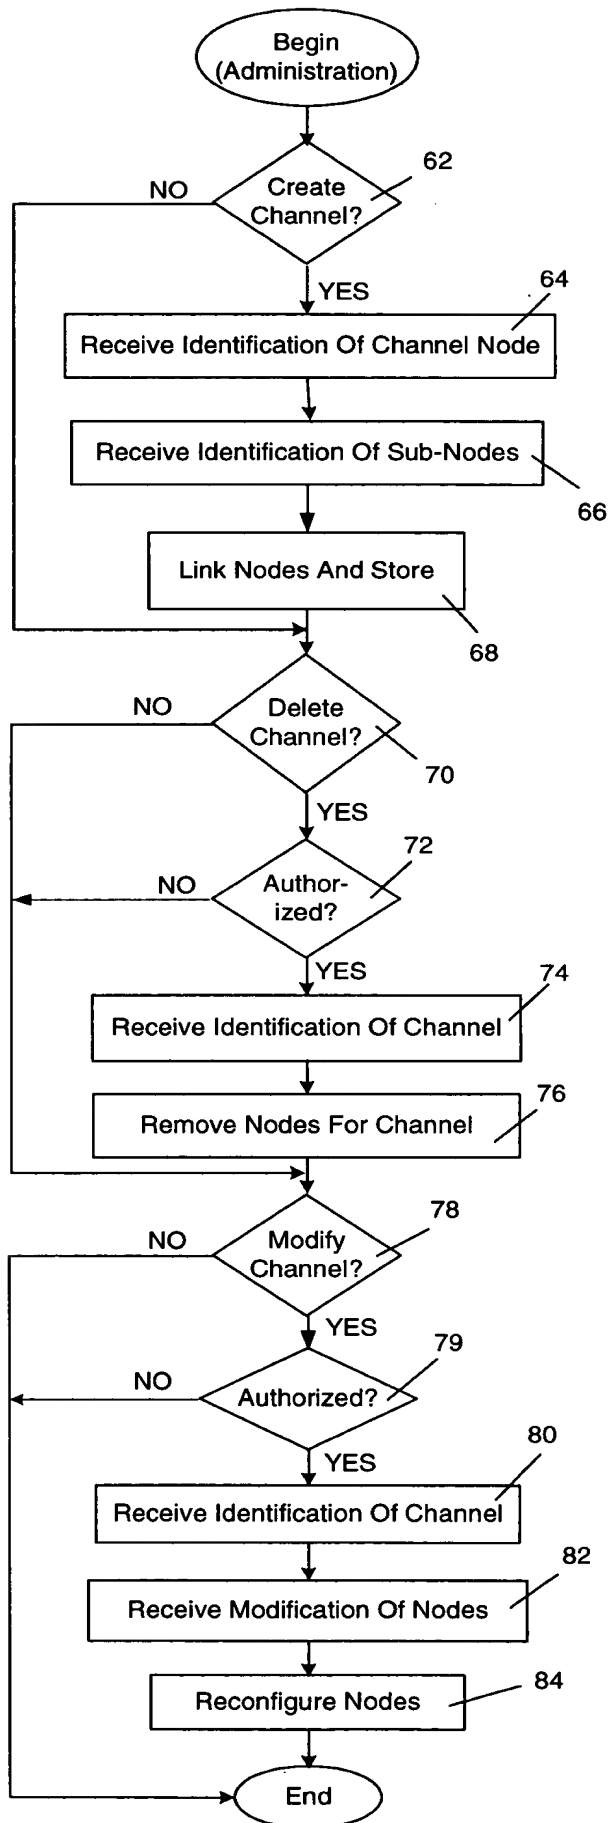 Begin
(Administration)
62
NO
Create
Channel?
YES
64
Receive Identification Of Channel Node
Receive Identification Of Sub-Nodes
66
Link Nodes And Store
68
NO
Delete
Channel?
70
YES
72
NO
Author-
ized?
YES
74
Receive Identification Of Channel
76
Remove Nodes For Channel
78
NO
Modify
Channel?
YES
79
NO
Authorized?
YES
80
Receive Identification Of Channel
82
Receive Modification Of Nodes
84
Reconfigure Nodes
End